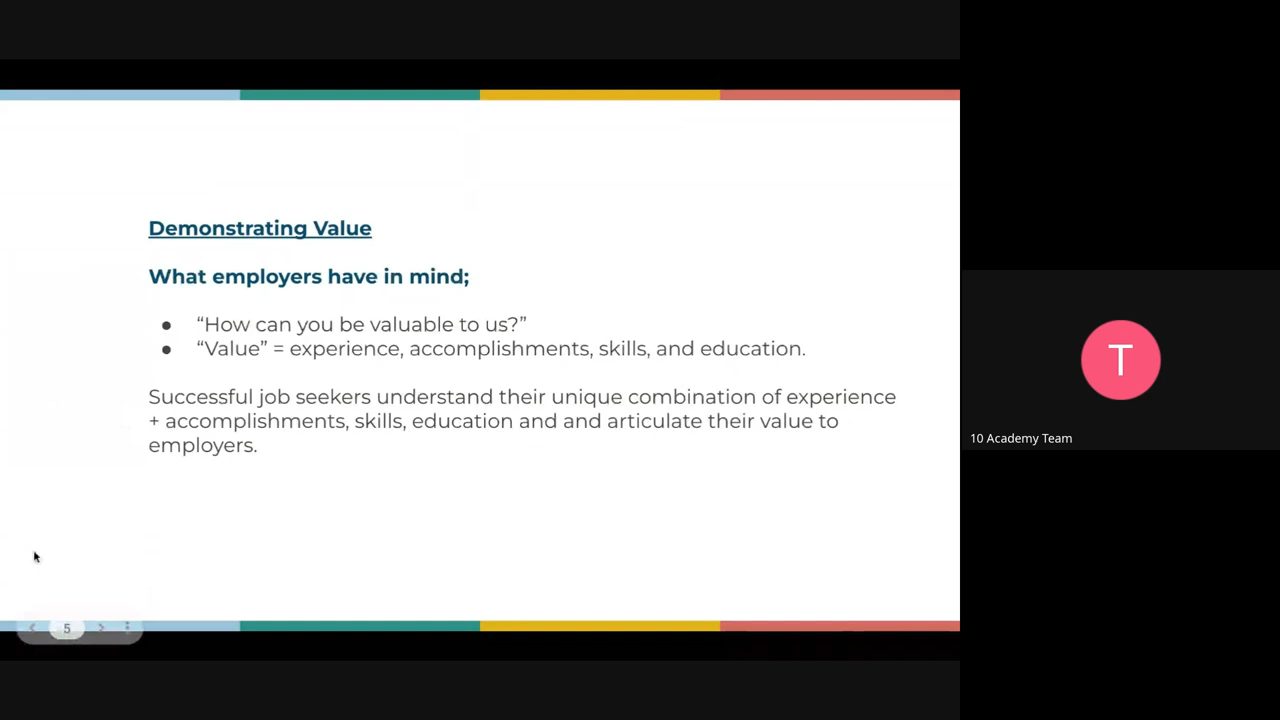 Demonstrating Value
What employers have in mind;
● “How can you be valuable to us?”
● “Value” = experience, accomplishments, skills, and education.
Successful job seekers understand their unique combination of experience
+ accomplishments, skills, education and and articulate their value to
employers.
T
10 Academy Team
5